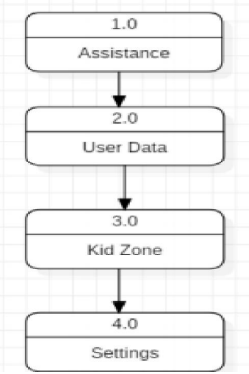 1.0
Assistance
2.0
User Data
3.0
Kid Zone
4.0
Settings